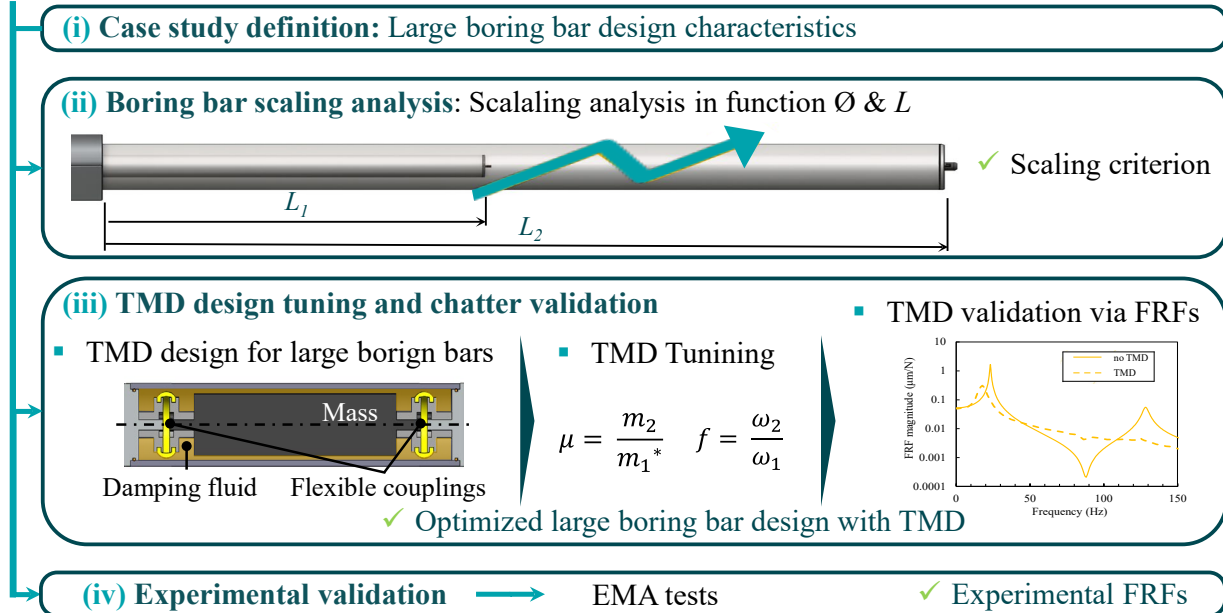 (i) Case study definition: Large boring bar design characteristics
(ii) Boring bar scaling analysis: Scalaling analysis in function Ø & L
✓ Scaling criterion
L1
L2
(iii) TMD design tuning and chatter validation
▪ TMD design for large borign bars
Mass
Damping fluid
Flexible couplings
▪ TMD Tunining
μ = m2 / m1* f = ω2 / ω1
▪ TMD validation via FRFs
FRF magnitude (μm/N)
10
1
0.1
0.01
0.001
0.0001
no TMD
TMD
0 50 100 150
Frequency (Hz)
✓ Optimized large boring bar design with TMD
(iv) Experimental validation EMA tests ✓ Experimental FRFs